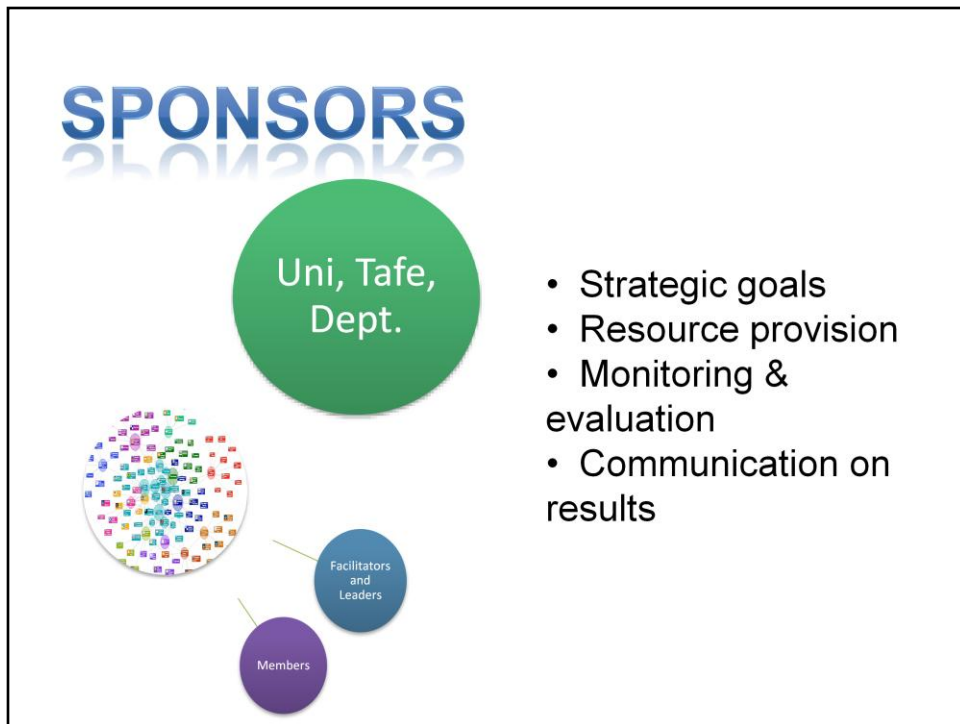 SPONSORS
Uni, Tafe,
Dept.
• Strategic goals
• Resource provision
• Monitoring &
evaluation
• Communication on
results
Facilitators
and
Leaders
Members